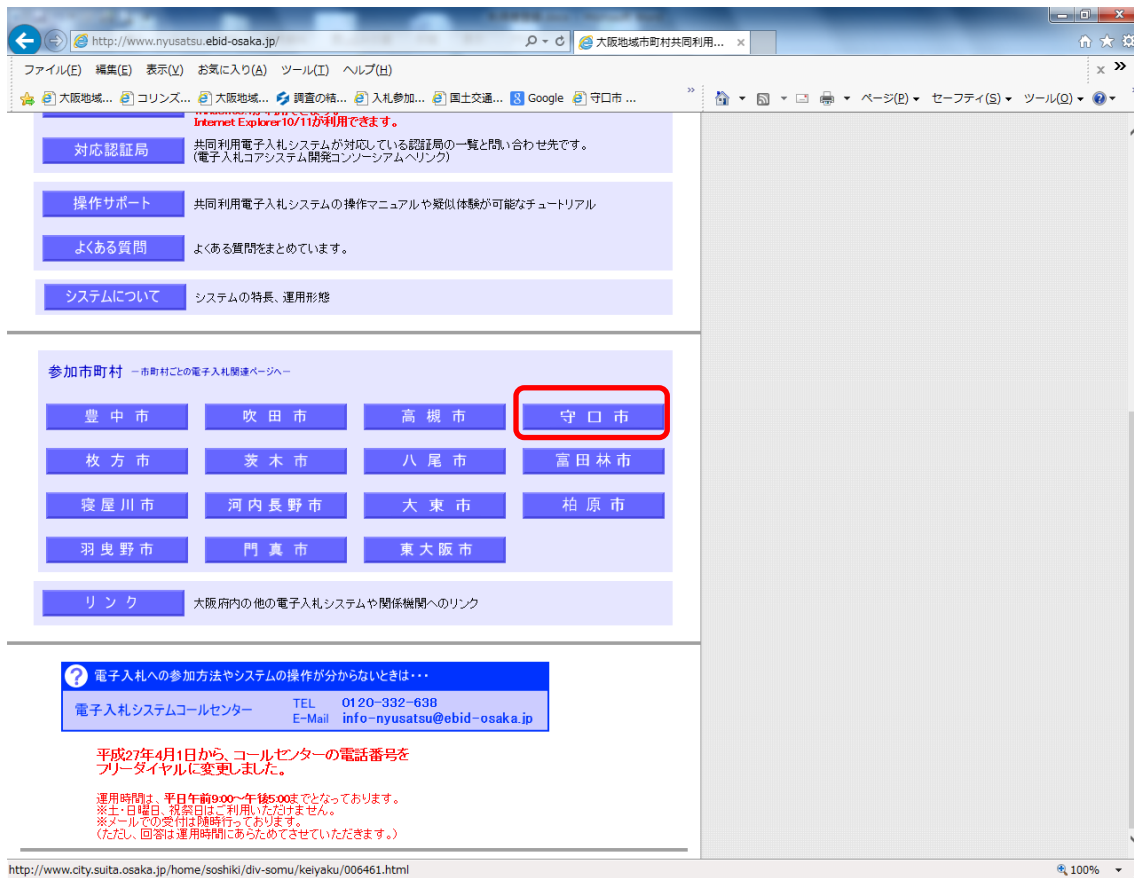 http://www.nyusatsu.ebid-osaka.jp/
大阪地域市町村共同利用... ×
ファイル(F) 編集(E) 表示(V) お気に入り(A) ツール(T) ヘルプ(H)
x »
大阪地域... コリンズ... 大阪地域... 調査の結... 入札参加... 国土交通... Google 守口市 ... »
ページ(P) セーフティ(S) ツール(O)
Internet Explorer10/11が利用できます。
対応認証局 共同利用電子入札システムが対応している認証局の一覧と問い合わせ先です。
(電子入札コアシステム開発コンソーシアムへリンク)
操作サポート 共同利用電子入札システムの操作マニュアルや疑似体験が可能なチュートリアル
よくある質問 よくある質問をまとめています。
システムについて システムの特長、運用形態
参加市町村 －市町村ごとの電子入札関連ページへ－
豊中市 吹田市 高槻市 守口市
枚方市 茨木市 八尾市 富田林市
寝屋川市 河内長野市 大東市 柏原市
羽曳野市 門真市 東大阪市
リンク 大阪府内の他の電子入札システムや関係機関へのリンク
? 電子入札への参加方法やシステムの操作が分からないときは・・・
電子入札システムコールセンター TEL 0120-332-638
E-Mail info-nyusatsu@ebid-osaka.jp
平成27年4月1日から、コールセンターの電話番号を
フリーダイヤルに変更しました。
運用時間は、平日午前9:00～午後5:00までとなっております。
※土・日曜日、祝祭日はご利用いただけません。
※メールでの受付は随時行っております。
(ただし、回答は運用時間にあらためてさせていただきます。)
http://www.city.suita.osaka.jp/home/soshiki/div-somu/keiyaku/006461.html
100%